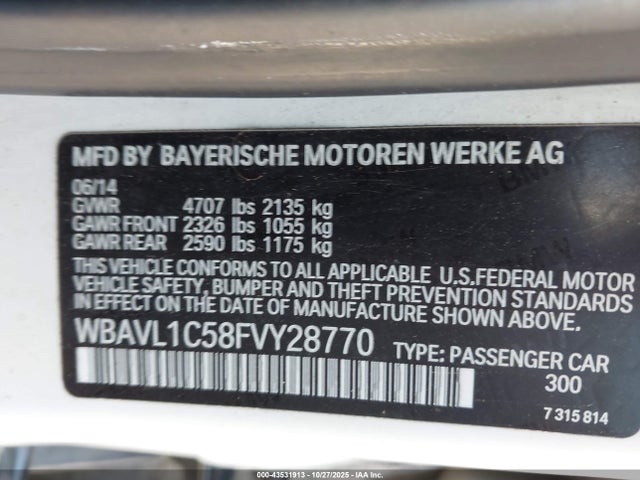 MFD BY BAYERISCHE MOTOREN WERKE AG
06/14
GVWR 4707 lbs 2135 kg
GAWR FRONT 2326 lbs 1055 kg
GAWR REAR 2590 lbs 1175 kg
THIS VEHICLE CONFORMS TO ALL APPLICABLE U.S.FEDERAL MOTOR
VEHICLE SAFETY, BUMPER AND THEFT PREVENTION STANDARDS
IN EFFECT ON THE DATE OF MANUFACTURE SHOWN ABOVE.
WBAVL1C58FVY28770 TYPE: PASSENGER CAR
300
7 315 814
000-43531913 - 10/27/2025 - IAAI, Inc.